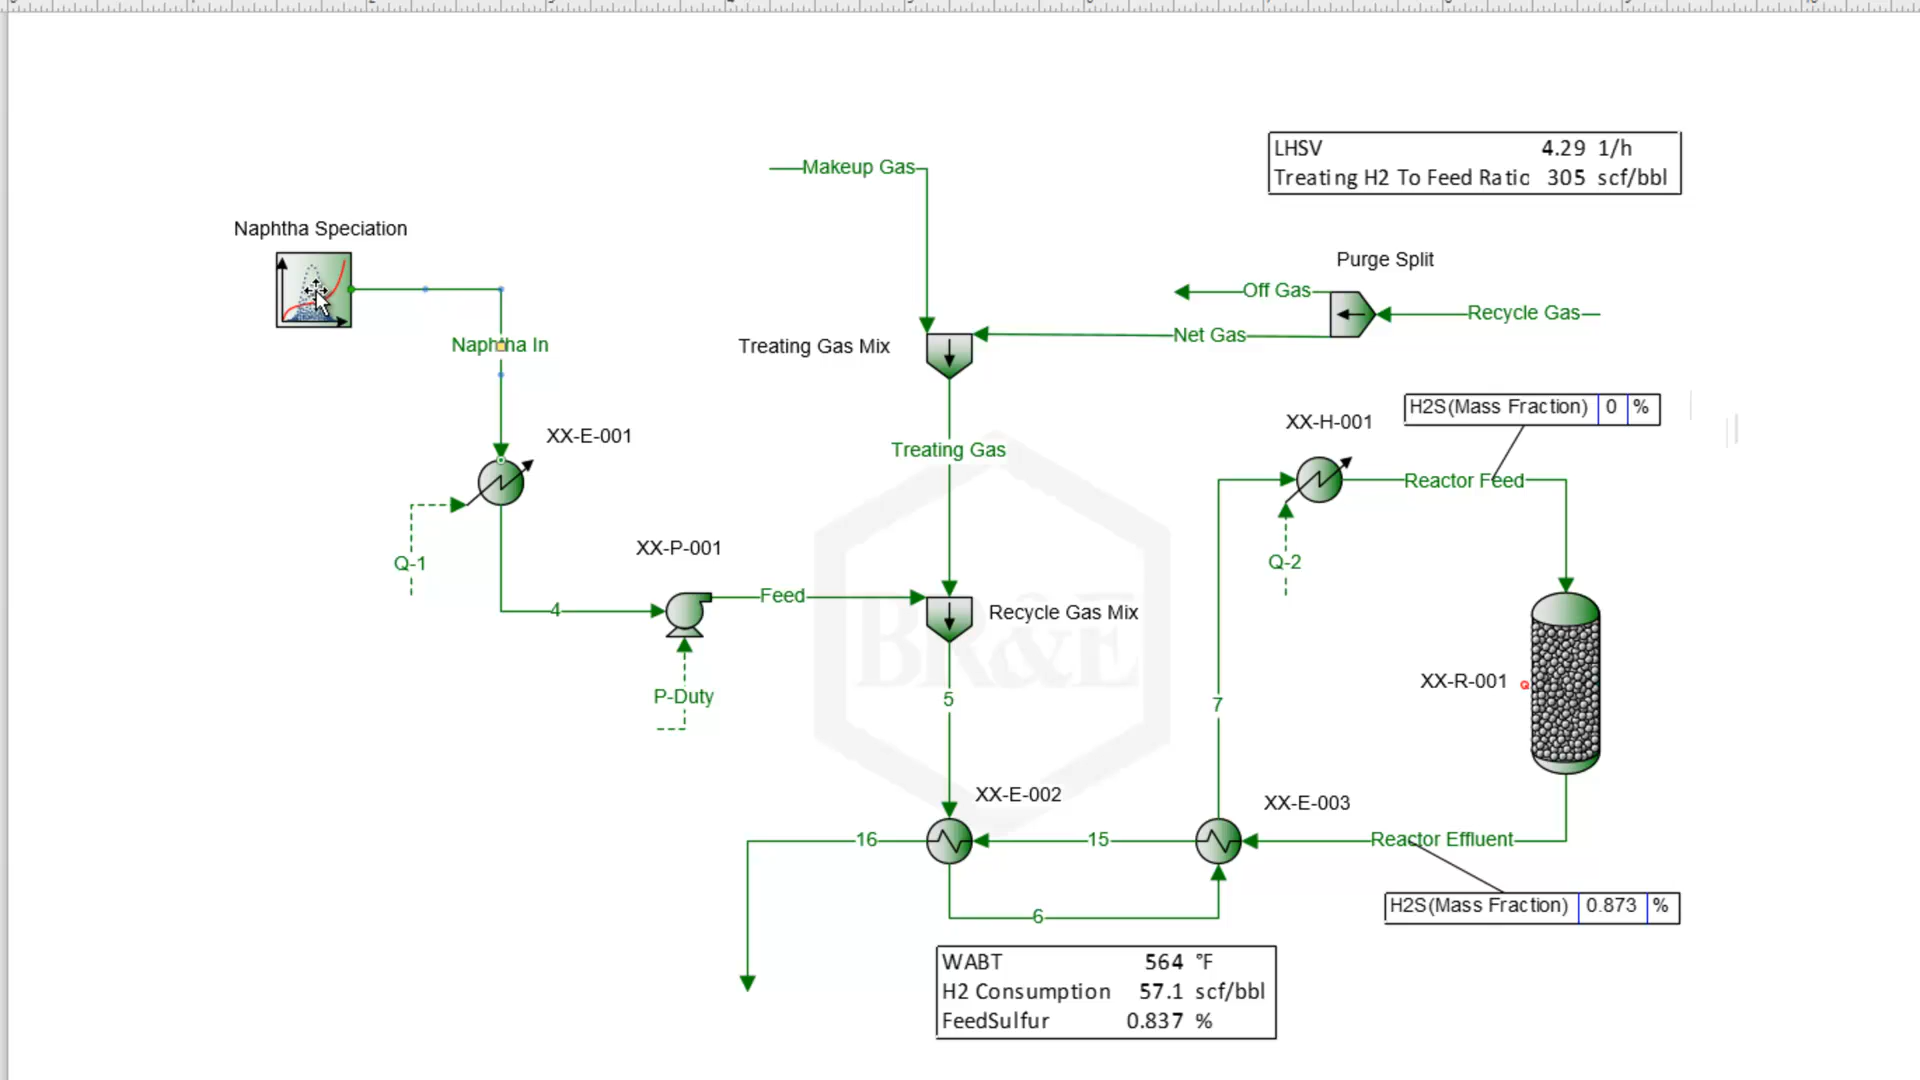 LHSV 4.29 1/h
Treating H2 To Feed Ratio 305 scf/bbl
Makeup Gas
Naphtha Speciation
Purge Split
Off Gas
Recycle Gas
Net Gas
Naphtha In
Treating Gas Mix
H2S(Mass Fraction) 0 %
XX-H-001
XX-E-001
Treating Gas
Reactor Feed
XX-P-001
Q-1
Q-2
4
Feed
Recycle Gas Mix
BR&E
XX-R-001
Q
P-Duty
5
7
XX-E-002
XX-E-003
16
15
Reactor Effluent
H2S(Mass Fraction) 0.873 %
6
WABT 564 °F
H2 Consumption 57.1 scf/bbl
FeedSulfur 0.837 %